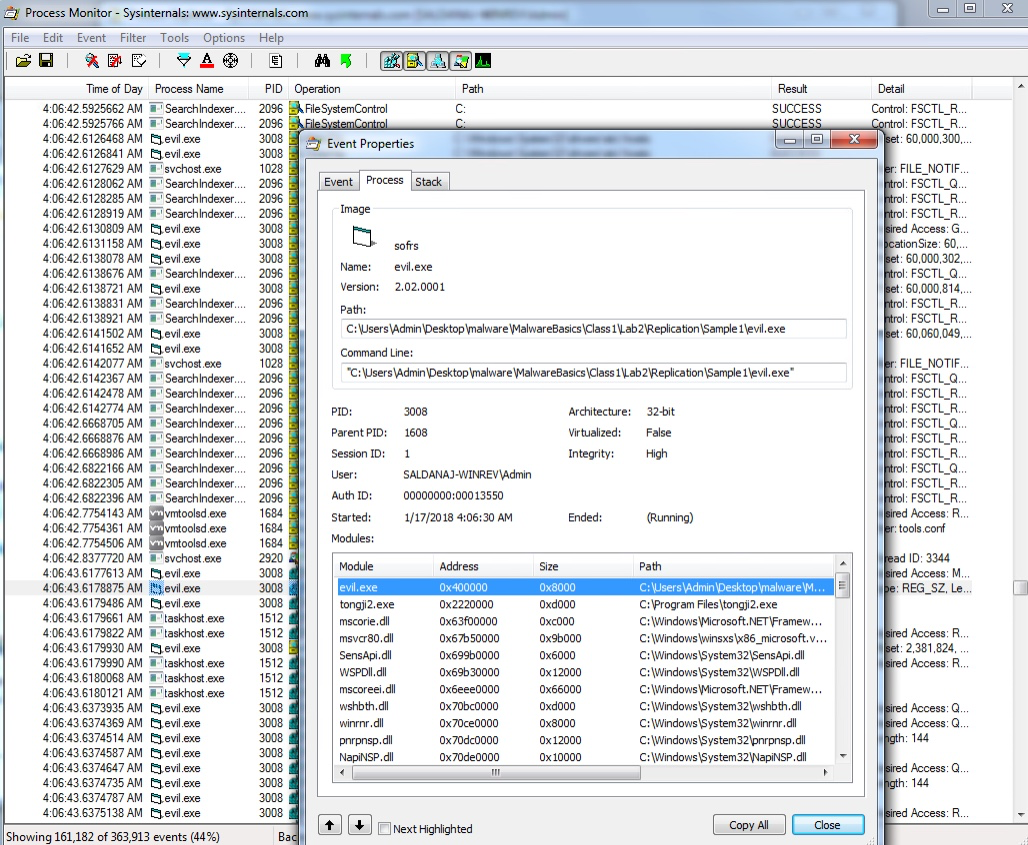 Process Monitor - Sysinternals: www.sysinternals.com
File Edit Event Filter Tools Options Help
Time of Day Process Name PID Operation Path Result Detail
4:06:42.5925662 AM SearchIndexer.... 2096 FileSystemControl C: SUCCESS Control: FSCTL_R...
4:06:42.5925766 AM SearchIndexer.... 2096 FileSystemControl C: SUCCESS Control: FSCTL_R...
4:06:42.6126468 AM evil.exe 3008 set: 60,000,300,...
4:06:42.6126841 AM evil.exe 3008
4:06:42.6127629 AM svchost.exe 1028 er: FILE_NOTIF...
4:06:42.6128062 AM SearchIndexer.... 2096 ntrol: FSCTL_R...
4:06:42.6128285 AM SearchIndexer.... 2096 ntrol: FSCTL_R...
4:06:42.6128919 AM SearchIndexer.... 2096 ntrol: FSCTL_R...
4:06:42.6130809 AM evil.exe 3008 sired Access: G...
4:06:42.6131158 AM evil.exe 3008 ocationSize: 60,...
4:06:42.6138078 AM evil.exe 3008 set: 60,000,302,...
4:06:42.6138676 AM SearchIndexer.... 2096 ntrol: FSCTL_Q...
4:06:42.6138721 AM evil.exe 3008 set: 60,000,814,...
4:06:42.6138831 AM SearchIndexer.... 2096 ntrol: FSCTL_R...
4:06:42.6138921 AM SearchIndexer.... 2096 ntrol: FSCTL_R...
4:06:42.6141502 AM evil.exe 3008 set: 60,060,049,...
4:06:42.6141652 AM evil.exe 3008
4:06:42.6142077 AM svchost.exe 1028 er: FILE_NOTIF...
4:06:42.6142367 AM SearchIndexer.... 2096 ntrol: FSCTL_Q...
4:06:42.6142478 AM SearchIndexer.... 2096 ntrol: FSCTL_R...
4:06:42.6142774 AM SearchIndexer.... 2096 ntrol: FSCTL_R...
4:06:42.6668705 AM SearchIndexer.... 2096 ntrol: FSCTL_Q...
4:06:42.6668876 AM SearchIndexer.... 2096 ntrol: FSCTL_R...
4:06:42.6668986 AM SearchIndexer.... 2096 ntrol: FSCTL_R...
4:06:42.6822166 AM SearchIndexer.... 2096 ntrol: FSCTL_Q...
4:06:42.6822305 AM SearchIndexer.... 2096 ntrol: FSCTL_R...
4:06:42.6822396 AM SearchIndexer.... 2096 ntrol: FSCTL_R...
4:06:42.7754143 AM vmtoolsd.exe 1684 sired Access: R...
4:06:42.7754361 AM vmtoolsd.exe 1684 er: tools.conf
4:06:42.7754506 AM vmtoolsd.exe 1684
4:06:42.8377720 AM svchost.exe 2920 read ID: 3344
4:06:43.6177613 AM evil.exe 3008 sired Access: M...
4:06:43.6178875 AM evil.exe 3008 pe: REG_SZ, Le...
4:06:43.6179486 AM evil.exe 3008
4:06:43.6179661 AM taskhost.exe 1512
4:06:43.6179822 AM taskhost.exe 1512 sired Access: R...
4:06:43.6179930 AM evil.exe 3008 set: 2,381,824, ...
4:06:43.6179990 AM taskhost.exe 1512 sired Access: R...
4:06:43.6180068 AM taskhost.exe 1512
4:06:43.6180121 AM taskhost.exe 1512
4:06:43.6373935 AM evil.exe 3008 sired Access: Q...
4:06:43.6374369 AM evil.exe 3008 sired Access: Q...
4:06:43.6374514 AM evil.exe 3008 ngth: 144
4:06:43.6374587 AM evil.exe 3008
4:06:43.6374647 AM evil.exe 3008 sired Access: Q...
4:06:43.6374735 AM evil.exe 3008 ngth: 144
4:06:43.6374787 AM evil.exe 3008
4:06:43.6375138 AM evil.exe 3008 sired Access: R...
Showing 161,182 of 363,913 events (44%) Bac
Event Properties
Event Process Stack
Image
sofrs
Name: evil.exe
Version: 2.02.0001
Path:
C:\Users\Admin\Desktop\malware\MalwareBasics\Class1\Lab2\Replication\Sample1\evil.exe
Command Line:
"C:\Users\Admin\Desktop\malware\MalwareBasics\Class1\Lab2\Replication\Sample1\evil.exe"
PID: 3008 Architecture: 32-bit
Parent PID: 1608 Virtualized: False
Session ID: 1 Integrity: High
User: SALDANAJ-WINREV\Admin
Auth ID: 00000000:00013550
Started: 1/17/2018 4:06:30 AM Ended: (Running)
Modules:
Module Address Size Path
evil.exe 0x400000 0x8000 C:\Users\Admin\Desktop\malware\M...
tongji2.exe 0x2220000 0xd000 C:\Program Files\tongji2.exe
mscorie.dll 0x63f00000 0xc000 C:\Windows\Microsoft.NET\Framew...
msvcr80.dll 0x67b50000 0x9b000 C:\Windows\winsxs\x86_microsoft.v...
SensApi.dll 0x699b0000 0x6000 C:\Windows\System32\SensApi.dll
WSPDll.dll 0x69b30000 0x12000 C:\Windows\System32\WSPDll.dll
mscoreei.dll 0x6eee0000 0x66000 C:\Windows\Microsoft.NET\Framew...
wshbth.dll 0x70bc0000 0xd000 C:\Windows\System32\wshbth.dll
winrnr.dll 0x70ce0000 0x8000 C:\Windows\System32\winrnr.dll
pnrpnsp.dll 0x70dc0000 0x12000 C:\Windows\System32\pnrpnsp.dll
NapiNSP.dll 0x70de0000 0x10000 C:\Windows\System32\NapiNSP.dll
Next Highlighted Copy All Close